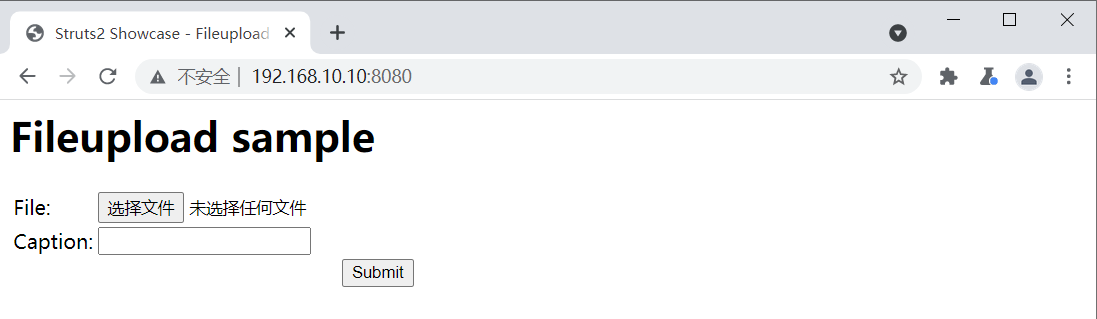 Struts2 Showcase - Fileupload
不安全 | 192.168.10.10:8080
Fileupload sample
File: 选择文件 未选择任何文件
Caption:
Submit